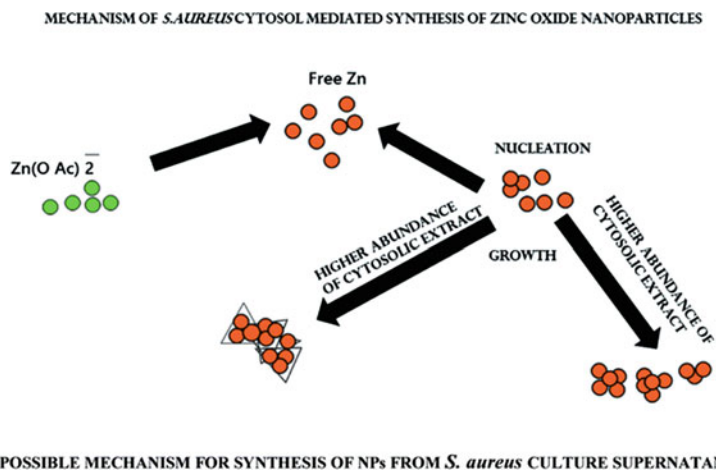 MECHANISM OF S.AUREUS CYTOSOL MEDIATED SYNTHESIS OF ZINC OXIDE NANOPARTICLES
Free Zn
Zn(O Ac) 2̅
NUCLEATION
HIGHER ABUNDANCE
OF CYTOSOLIC EXTRACT
GROWTH
HIGHER ABUNDANCE OF
CYTOSOLIC EXTRACT
POSSIBLE MECHANISM FOR SYNTHESIS OF NPs FROM S. aureus CULTURE